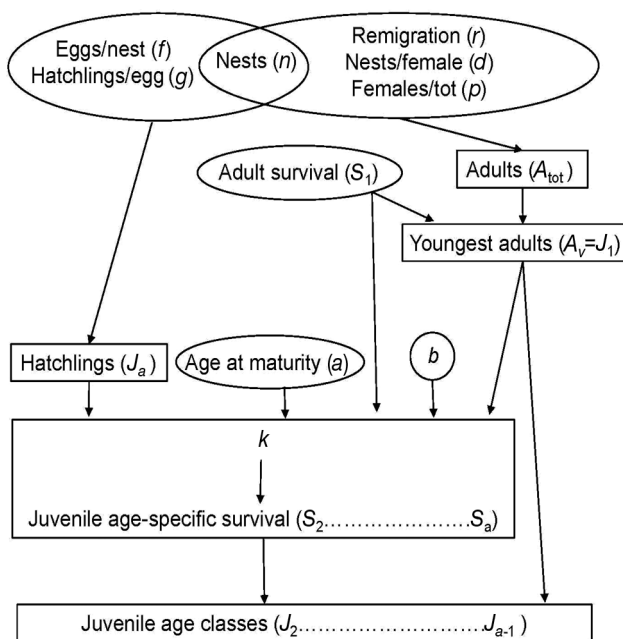 Eggs/nest (f)
Hatchlings/egg (g)
Nests (n)
Remigration (r)
Nests/female (d)
Females/tot (p)
Adult survival (S1)
Adults (Atot)
Youngest adults (Av=J1)
Hatchlings (Ja)
Age at maturity (a)
b
k
Juvenile age-specific survival (S2........................Sa)
Juvenile age classes (J2..............................Ja-1)